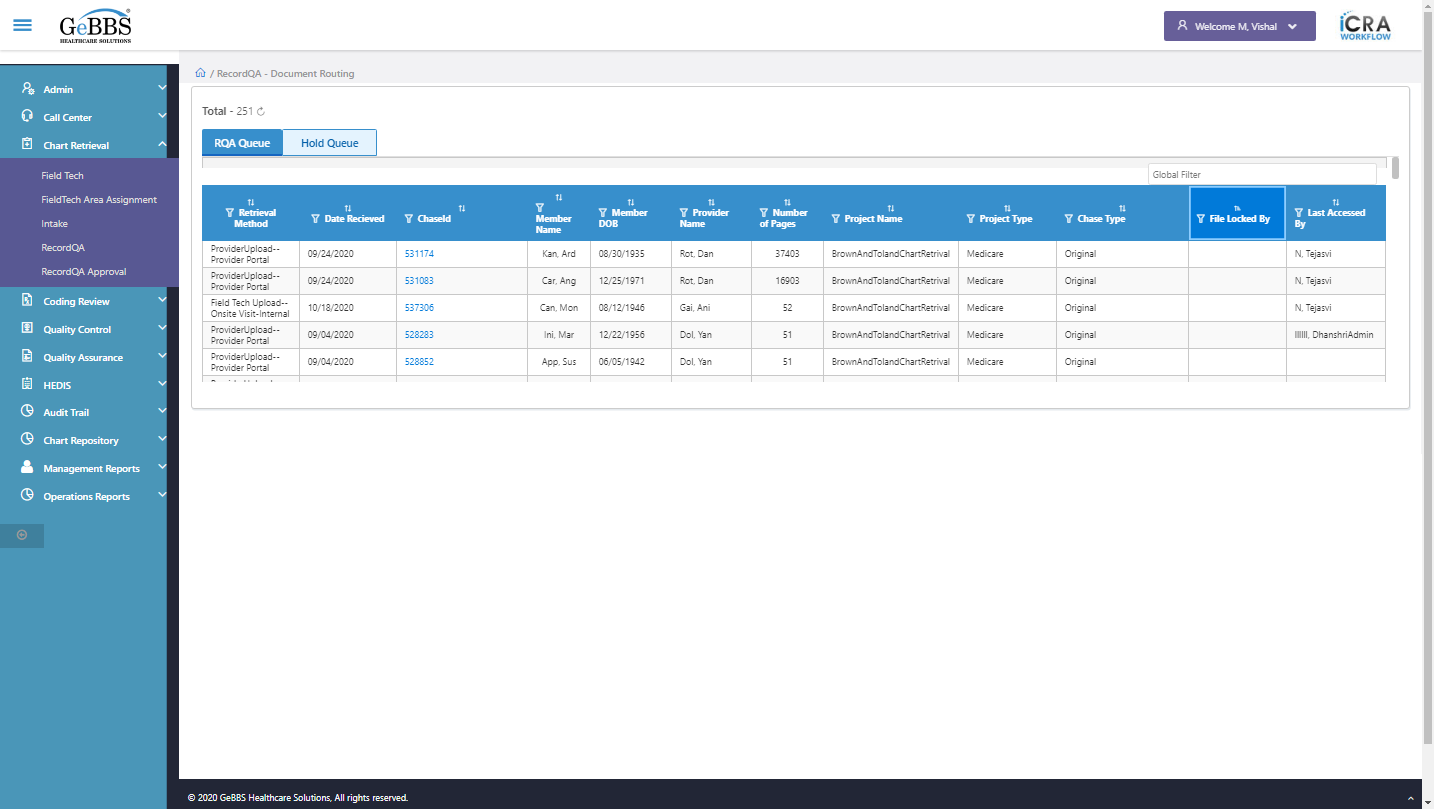 GeBBS
HEALTHCARE SOLUTIONS
Welcome M, Vishal
iCRA
WORKFLOW
/ RecordQA - Document Routing
Admin
Call Center
Chart Retrieval
Field Tech
FieldTech Area Assignment
Intake
RecordQA
RecordQA Approval
Coding Review
Quality Control
Quality Assurance
HEDIS
Audit Trail
Chart Repository
Management Reports
Operations Reports
Total - 251
RQA Queue Hold Queue
Global Filter
Retrieval Method Date Recieved ChaseId Member Name Member DOB Provider Name Number of Pages Project Name Project Type Chase Type File Locked By Last Accessed By
ProviderUpload--Provider Portal 09/24/2020 531174 Kan, Ard 08/30/1935 Rot, Dan 37403 BrownAndTolandChartRetrival Medicare Original N, Tejasvi
ProviderUpload--Provider Portal 09/24/2020 531083 Car, Ang 12/25/1971 Rot, Dan 16903 BrownAndTolandChartRetrival Medicare Original N, Tejasvi
Field Tech Upload--Onsite Visit-Internal 10/18/2020 537306 Can, Mon 08/12/1946 Gai, Ani 52 BrownAndTolandChartRetrival Medicare Original N, Tejasvi
ProviderUpload--Provider Portal 09/04/2020 528283 Ini, Mar 12/22/1956 Dol, Yan 51 BrownAndTolandChartRetrival Medicare Original DhanshriAdmin
ProviderUpload--Provider Portal 09/04/2020 528852 App, Sus 06/05/1942 Dol, Yan 51 BrownAndTolandChartRetrival Medicare Original
© 2020 GeBBS Healthcare Solutions, All rights reserved.